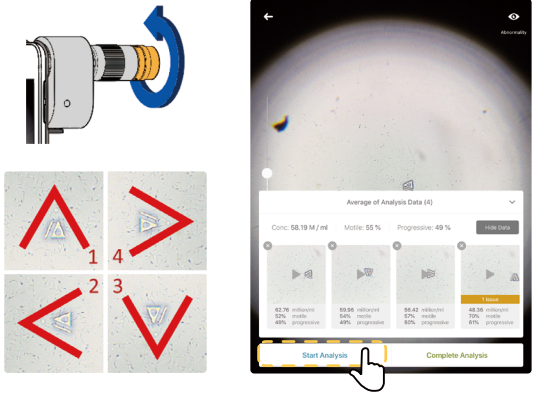 1
4
2
3
Abnormality
Average of Analysis Data (4)
Conc: 58.19 M / ml Motile: 55 % Progressive: 49 % Hide Data
! Issue
62.76 million/ml
52% motile
48% progressive
59.86 million/ml
54% motile
49% progressive
56.42 million/ml
57% motile
50% progressive
48.36 million/ml
70% motile
61% progressive
Start Analysis
Complete Analysis